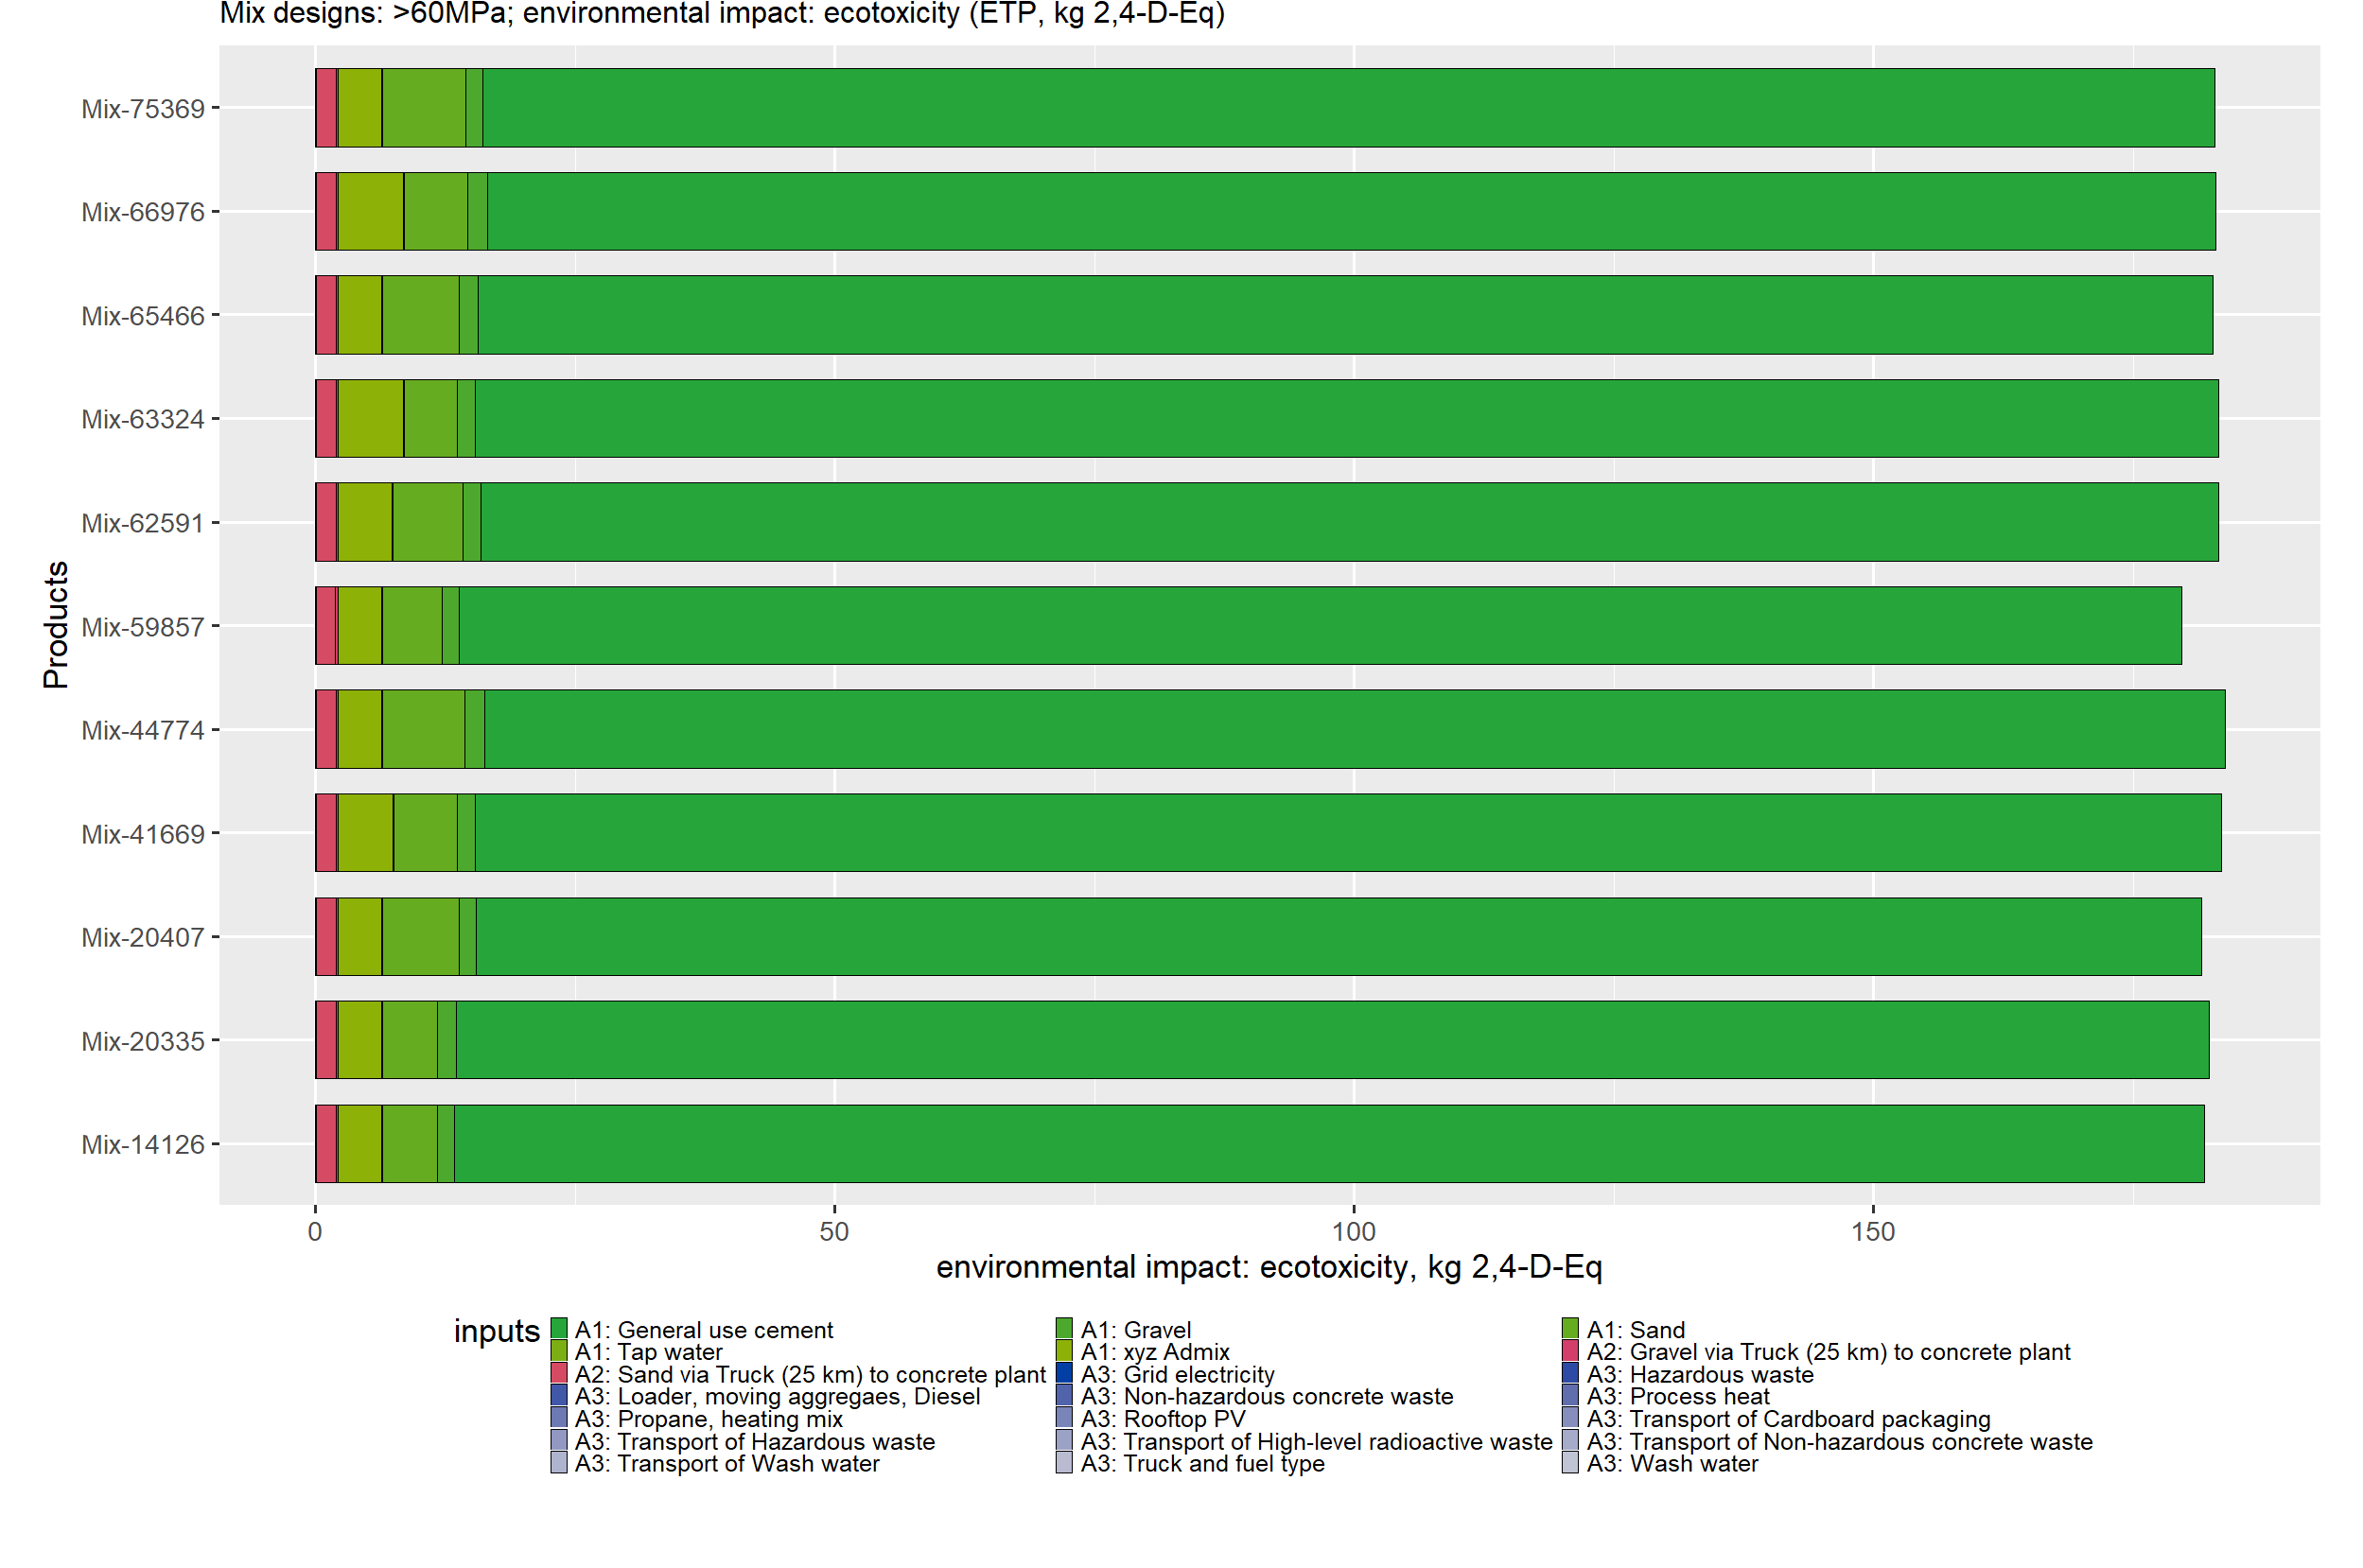 Mix designs: >60MPa; environmental impact: ecotoxicity (ETP, kg 2,4-D-Eq)
Products
Mix-75369
Mix-66976
Mix-65466
Mix-63324
Mix-62591
Mix-59857
Mix-44774
Mix-41669
Mix-20407
Mix-20335
Mix-14126
0 50 100 150
environmental impact: ecotoxicity, kg 2,4-D-Eq
inputs
A1: General use cement A1: Gravel A1: Sand
A1: Tap water A1: xyz Admix A2: Gravel via Truck (25 km) to concrete plant
A2: Sand via Truck (25 km) to concrete plant A3: Grid electricity A3: Hazardous waste
A3: Loader, moving aggregaes, Diesel A3: Non-hazardous concrete waste A3: Process heat
A3: Propane, heating mix A3: Rooftop PV A3: Transport of Cardboard packaging
A3: Transport of Hazardous waste A3: Transport of High-level radioactive waste A3: Transport of Non-hazardous concrete waste
A3: Transport of Wash water A3: Truck and fuel type A3: Wash water